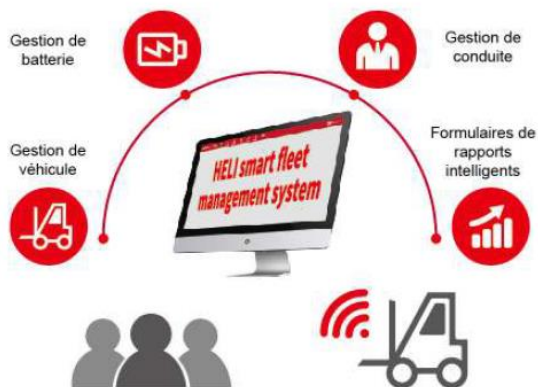 Gestion de
batterie
Gestion de
conduite
Gestion de
véhicule
HELI smart fleet
management system
Formulaires de
rapports
intelligents